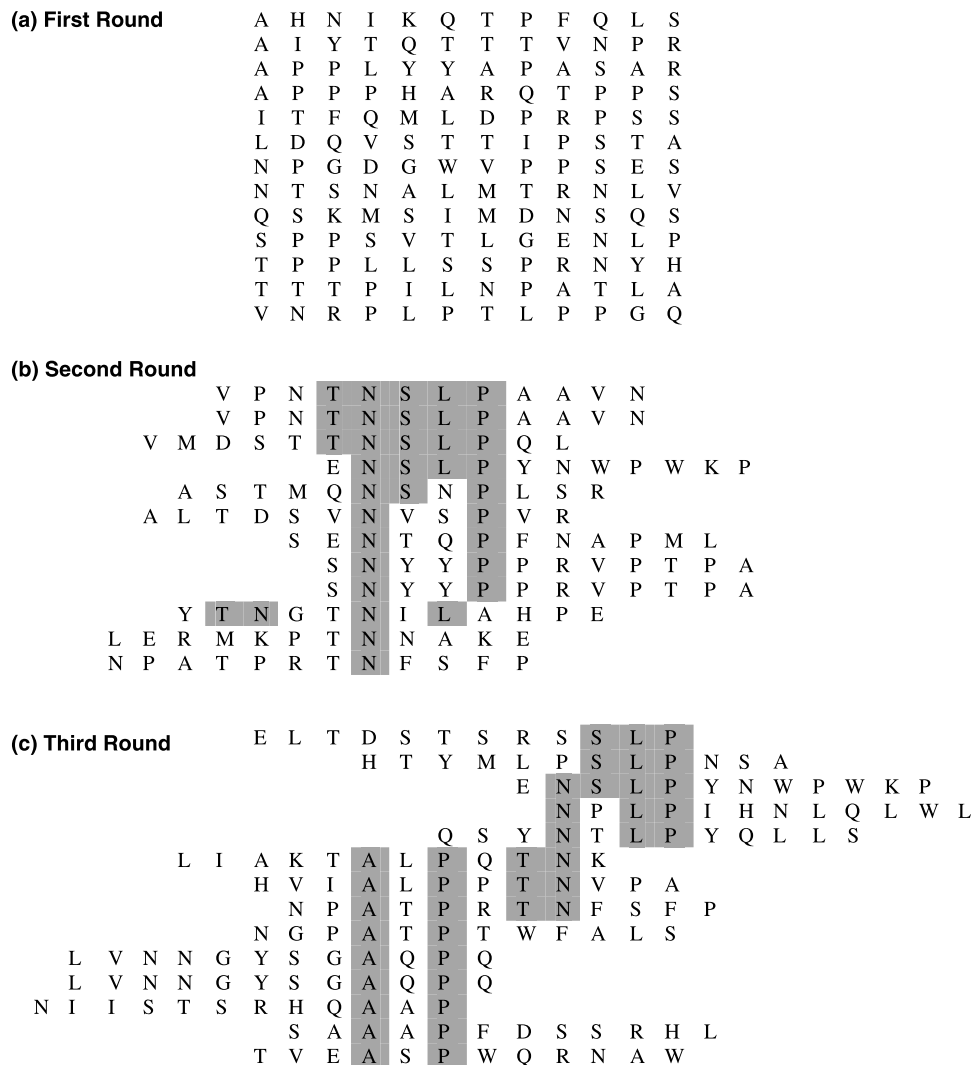 (a) First Round
A H N I K Q T P F Q L S
A I Y T Q T T T V N P R
A P P L Y Y A P A S A R
A P P P H A R Q T P P S
I T F Q M L D P R P S S
L D Q V S T T I P S T A
N P G D G W V P P S E S
N T S N A L M T R N L V
Q S K M S I M D N S Q S
S P P S V T L G E N L P
T P P L L S S P R N Y H
T T T P I L N P A T L A
V N R P L P T L P P G Q
(b) Second Round
V P N T N S L P A A V N
V P N T N S L P A A V N
V M D S T T N S L P Q L
E N S L P Y N W P W K P
A S T M Q N S N P L S R
A L T D S V N V S P V R
S E N T Q P F N A P M L
S N Y Y P P R V P T P A
S N Y Y P P R V P T P A
Y T N G T N I L A H P E
L E R M K P T N N A K E
N P A T P R T N F S F P
(c) Third Round
E L T D S T S R S S L P
H T Y M L P S L P N S A
E N S L P Y N W P W K P
N P L P I H N L Q L W L
Q S Y N T L P Y Q L L S
L I A K T A L P Q T N K
H V I A L P P T N V P A
N P A T P R T N F S F P
N G P A T P T W F A L S
L V N N G Y S G A Q P Q
L V N N G Y S G A Q P Q
N I I S T S R H Q A A P
S A A A P F D S S R H L
T V E A S P W Q R N A W